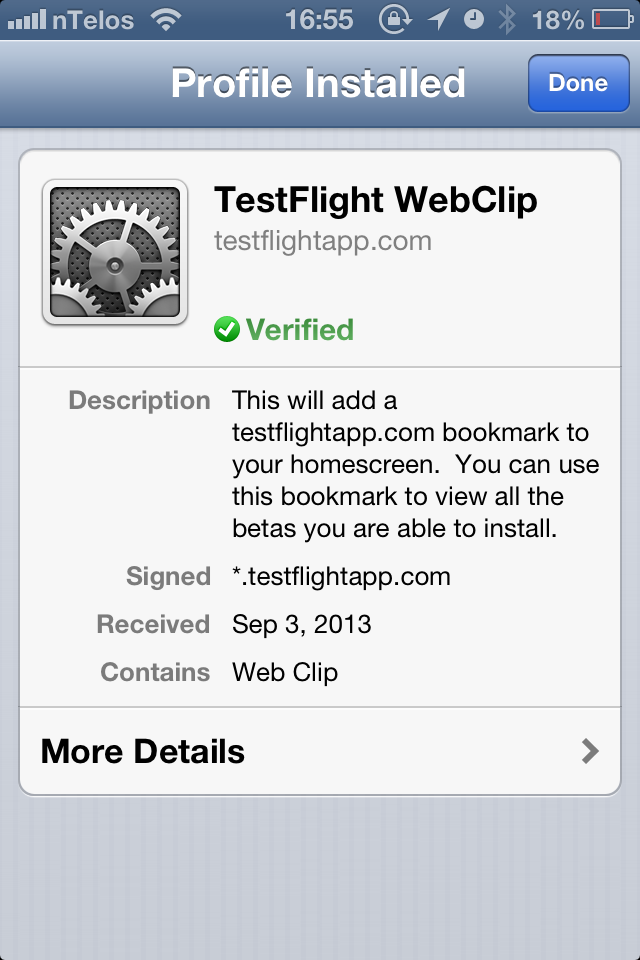 nTelos 16:55 18%
Profile Installed
Done
TestFlight WebClip
testflightapp.com
Verified
Description This will add a
testflightapp.com bookmark to
your homescreen.  You can use
this bookmark to view all the
betas you are able to install.
Signed *.testflightapp.com
Received Sep 3, 2013
Contains Web Clip
More Details